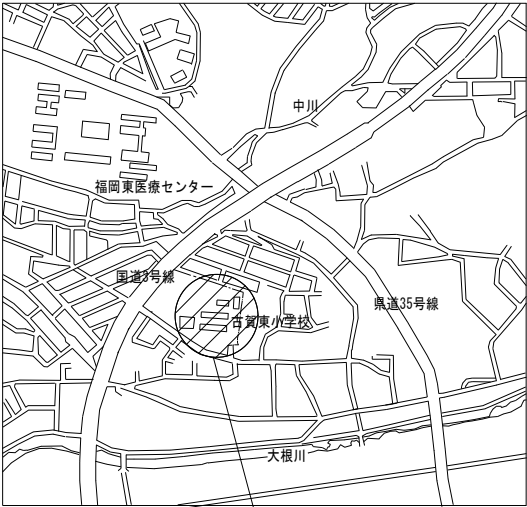 中川
福岡東医療センター
国道3号線
県道35号線
古賀東小学校
大根川